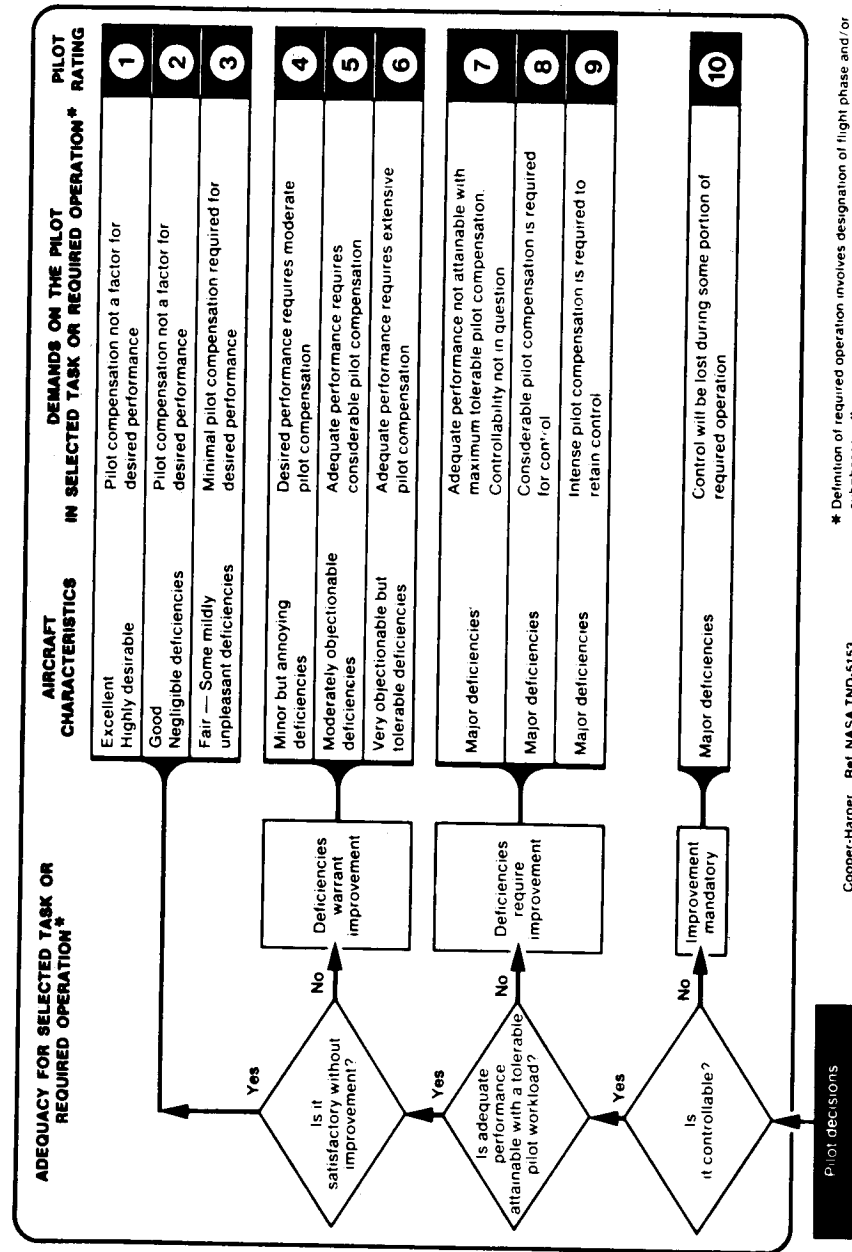 ADEQUACY FOR SELECTED TASK OR
REQUIRED OPERATION*
AIRCRAFT
CHARACTERISTICS
DEMANDS ON THE PILOT
IN SELECTED TASK OR REQUIRED OPERATION*
PILOT
RATING
Excellent
Highly desirable
Pilot compensation not a factor for
desired performance
1
Good
Negligible deficiencies
Pilot compensation not a factor for
desired performance
2
Fair — Some mildly
unpleasant deficiencies
Minimal pilot compensation required for
desired performance
3
Yes
Is it
satisfactory without
improvement?
No
Deficiencies
warrant
improvement
Minor but annoying
deficiencies
Desired performance requires moderate
pilot compensation
4
Moderately objectionable
deficiencies
Adequate performance requires
considerable pilot compensation
5
Very objectionable but
tolerable deficiencies
Adequate performance requires extensive
pilot compensation
6
Yes
Is adequate
performance
attainable with a tolerable
pilot workload?
No
Deficiencies
require
improvement
Major deficiencies
Adequate performance not attainable with
maximum tolerable pilot compensation.
Controllability not in question
7
Major deficiencies
Considerable pilot compensation is required
for control
8
Major deficiencies
Intense pilot compensation is required to
retain control
9
Yes
Is
it controllable?
No
Improvement
mandatory
Major deficiencies
Control will be lost during some portion of
required operation
10
Pilot decisions
Cooper-Harper Ref NASA TND-5153
* Definition of required operation involves designation of flight phase and/or